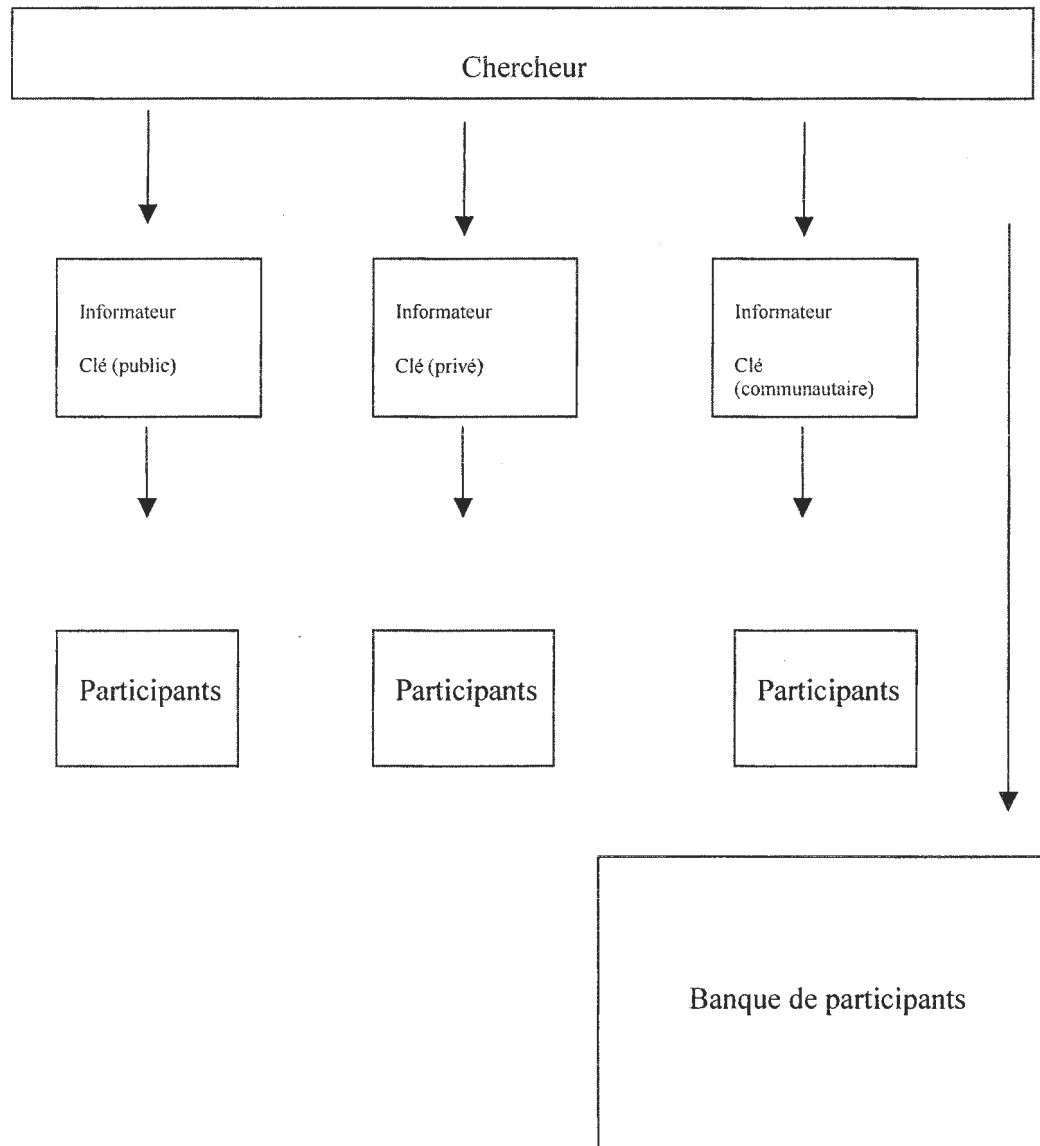 Chercheur
Informateur
Clé (public)
Informateur
Clé (privé)
Informateur
Clé
(communautaire)
Participants
Participants
Participants
Banque de participants